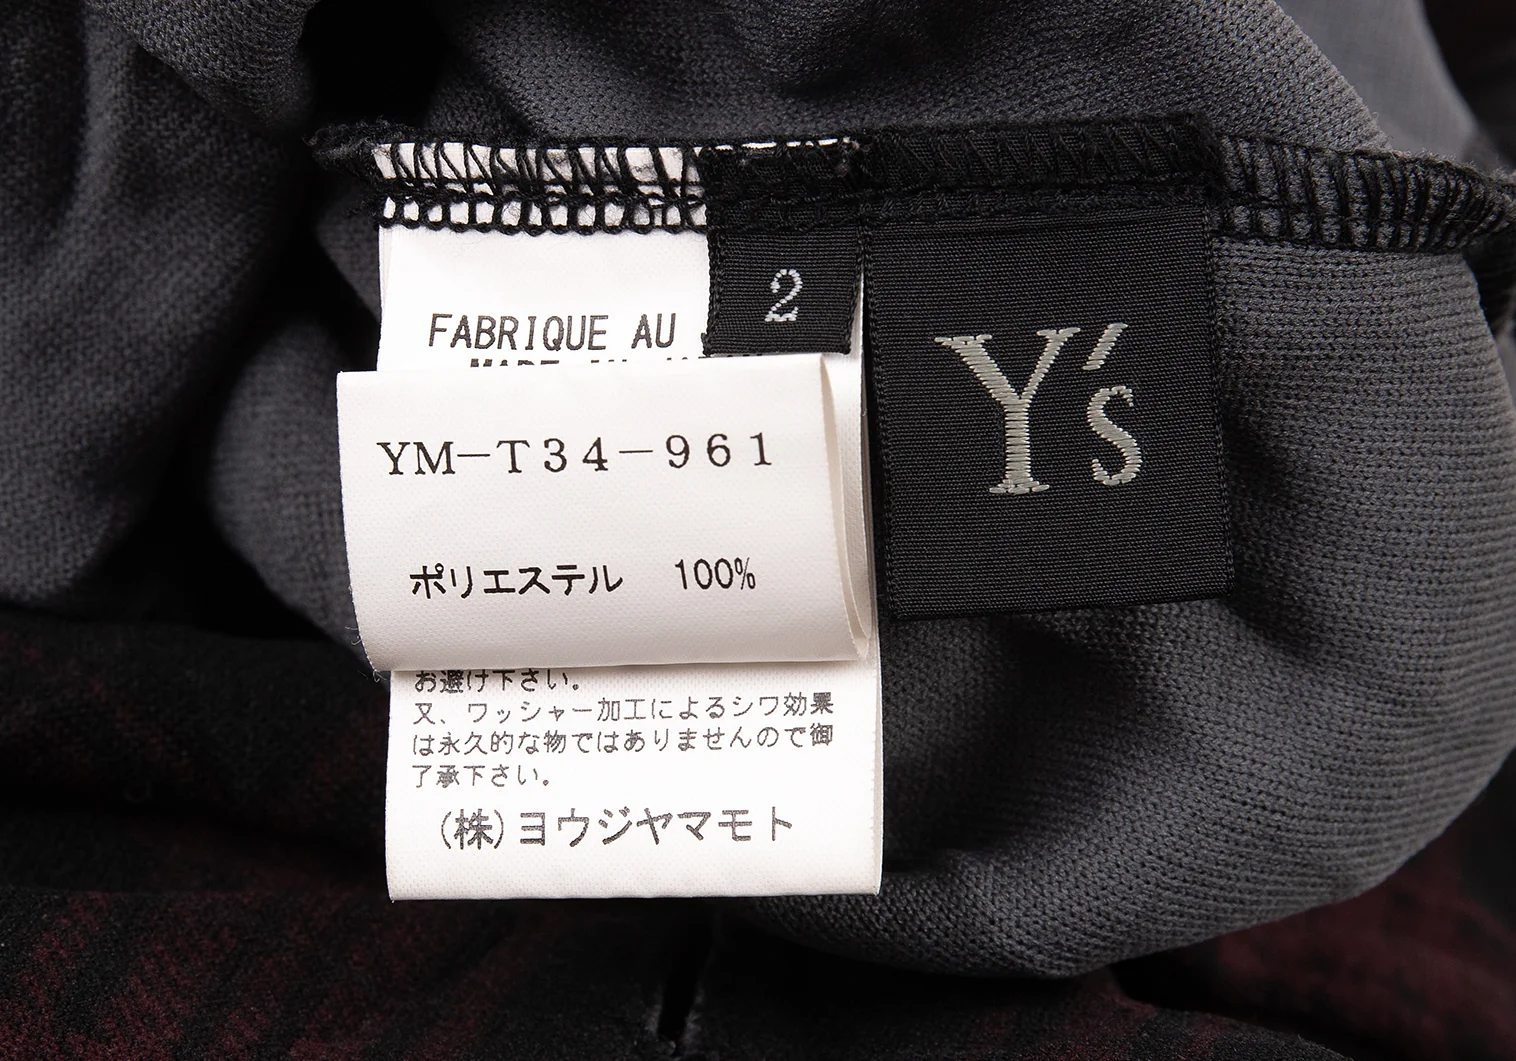 FABRIQUE AU
2
Y's
YM-T34-961
ポリエステル 100%
お避け下さい。
又、ワッシャー加工によるシワ効果
は永久的な物ではありませんので御
了承下さい。
(株)ヨウジヤマモト